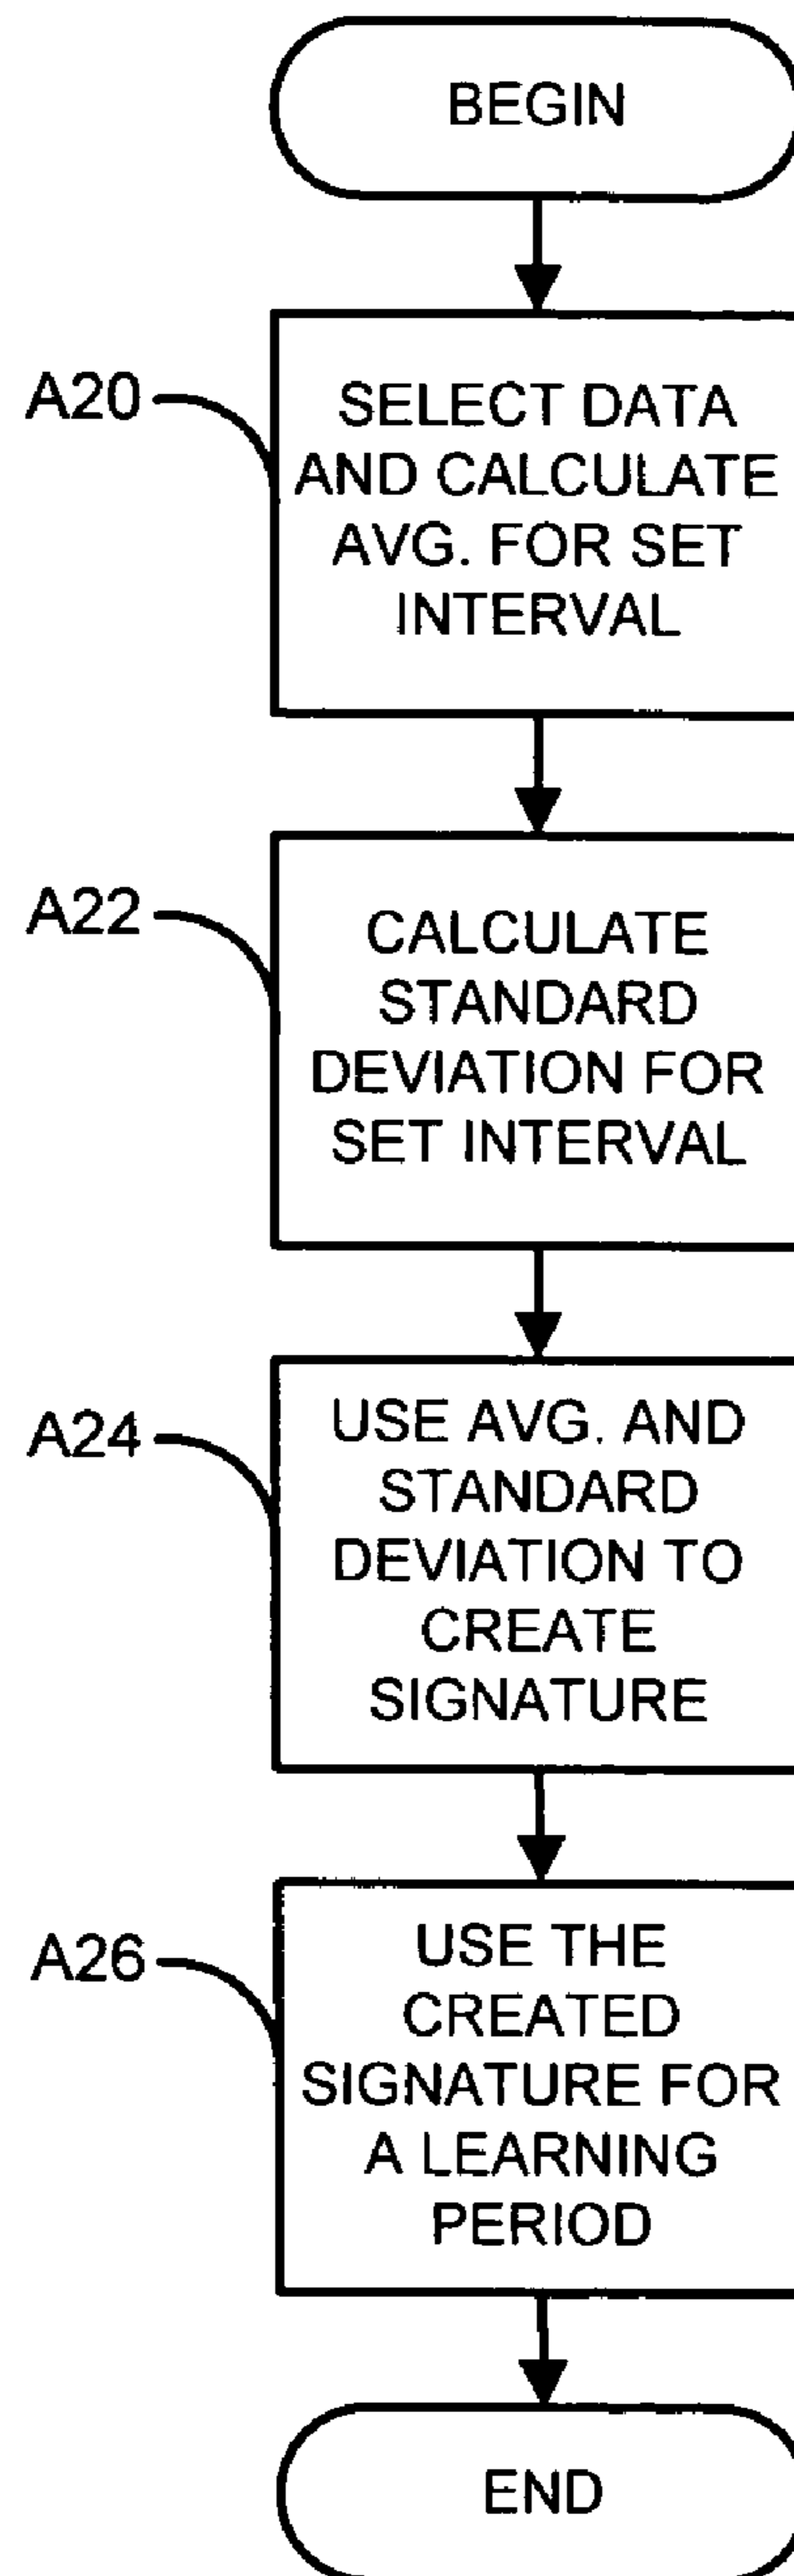 BEGIN
A20
SELECT DATA
AND CALCULATE
AVG. FOR SET
INTERVAL
A22
CALCULATE
STANDARD
DEVIATION FOR
SET INTERVAL
A24
USE AVG. AND
STANDARD
DEVIATION TO
CREATE
SIGNATURE
A26
USE THE
CREATED
SIGNATURE FOR
A LEARNING
PERIOD
END